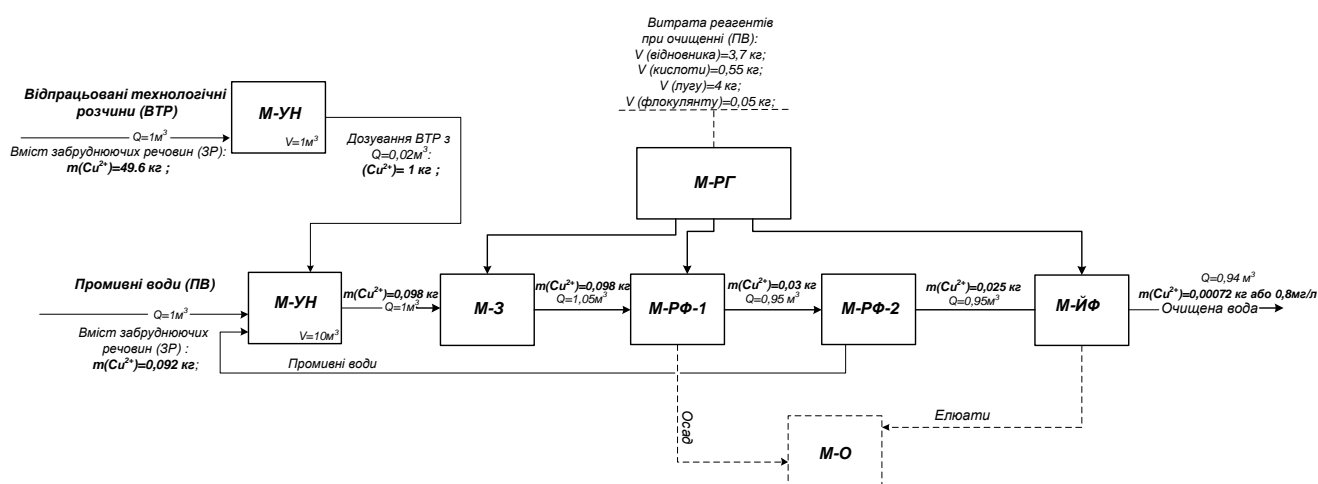 Витрата реагентів
при очищенні (ПВ):
V (відновника)=3,7 кг;
V (кислоти)=0,55 кг;
V (лугу)=4 кг;
V (флокулянту)=0,05 кг;
Відпрацьовані технологічні
розчини (ВТР)
Q=1м³
Вміст забруднюючих речовин (ЗР):
m(Cu²⁺)=49.6 кг ;
М-УН
V=1м³
Дозування ВТР з
Q=0,02м³:
(Cu²⁺)= 1 кг ;
М-РГ
Промивні води (ПВ)
Q=1м³
Вміст забруднюючих
речовин (ЗР) :
m(Cu²⁺)=0,092 кг;
М-УН
V=10м³
m(Cu²⁺)=0,098 кг
Q=1м³
М-З
m(Cu²⁺)=0,098 кг
Q=1,05м³
М-РФ-1
m(Cu²⁺)=0,03 кг
Q=0,95 м³
М-РФ-2
m(Cu²⁺)=0,025 кг
Q=0,95м³
М-ЙФ
Q=0,94 м³
m(Cu²⁺)=0,00072 кг або 0,8мг/л
Очищена вода
Промивні води
Осад
Елюати
М-О